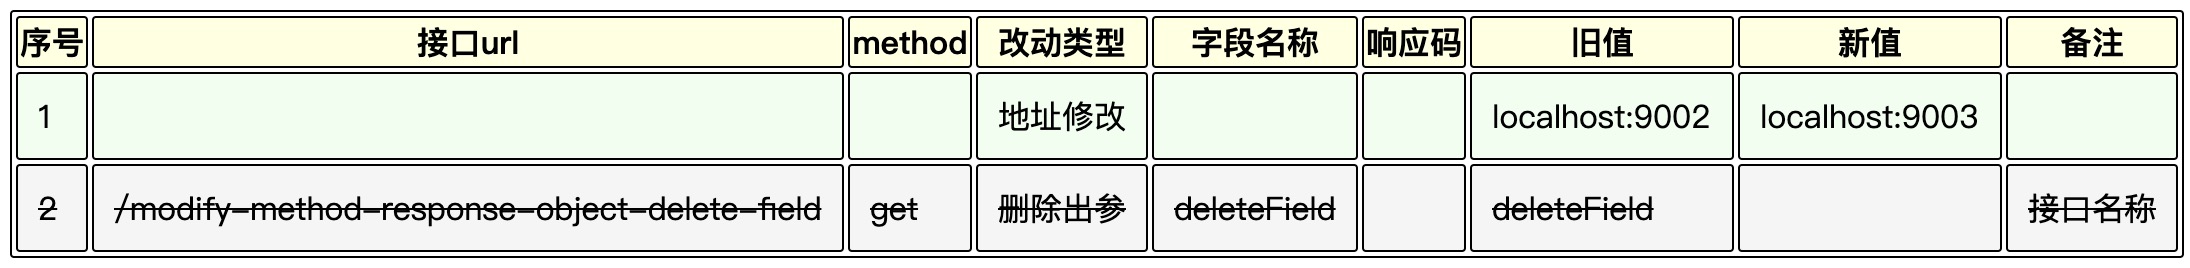 序号 接口url method 改动类型 字段名称 响应码 旧值 新值 备注
1 地址修改 localhost:9002 localhost:9003
2 /modify-method-response-object-delete-field get 删除出参 deleteField deleteField 接口名称